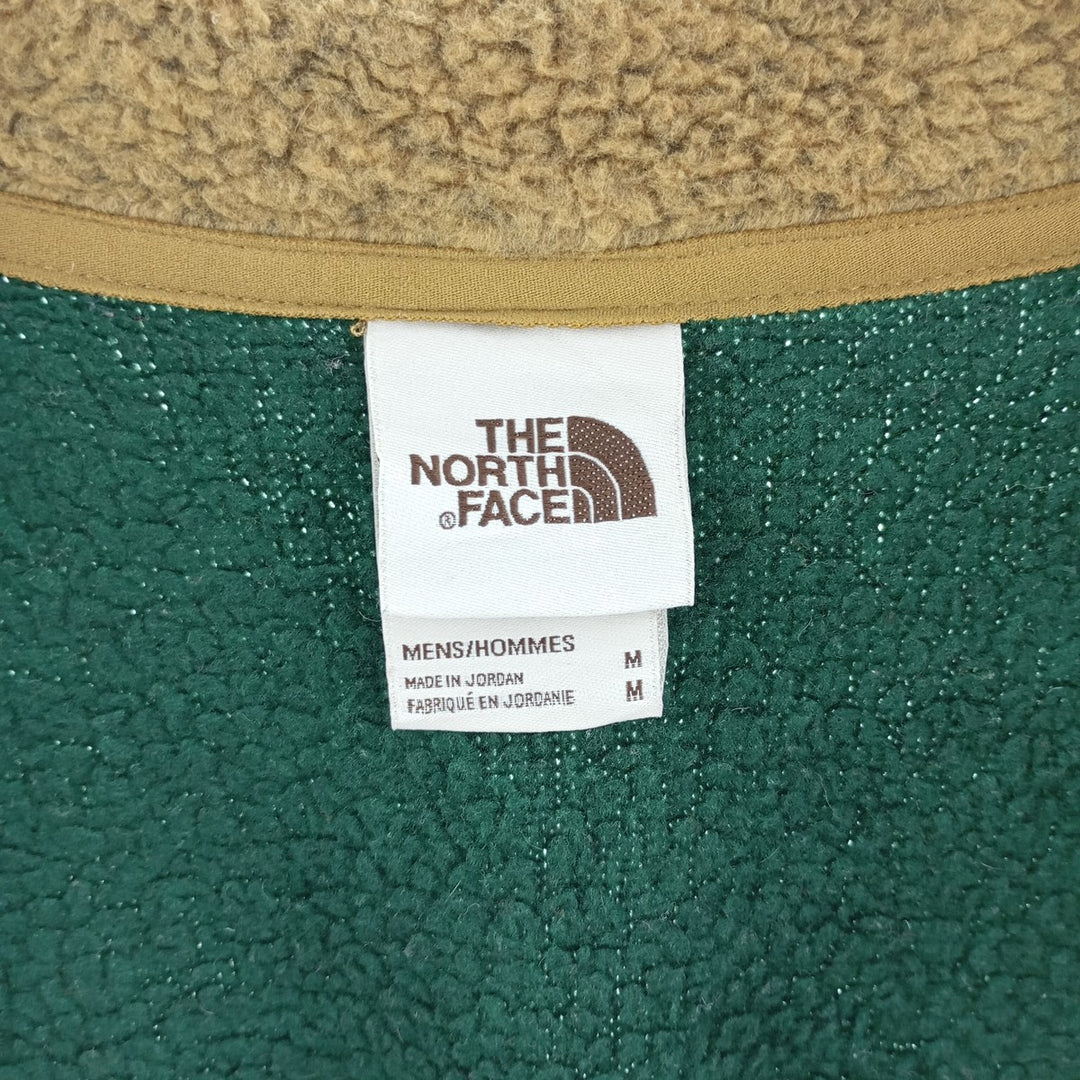 THE
NORTH
® FACE
MENS/HOMMES
MADE IN JORDAN M
FABRIQUÉ EN JORDANIE M